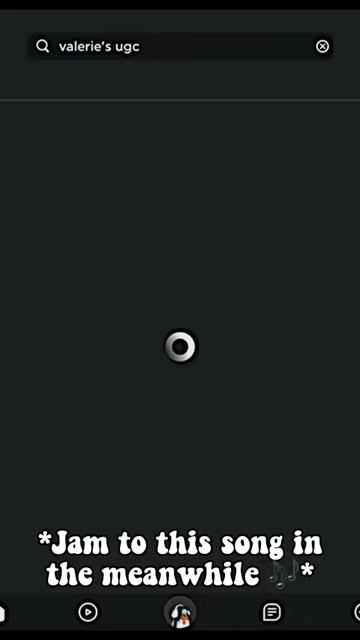 valerie's ugc
*Jam to this song in
the meanwhile 🎶*